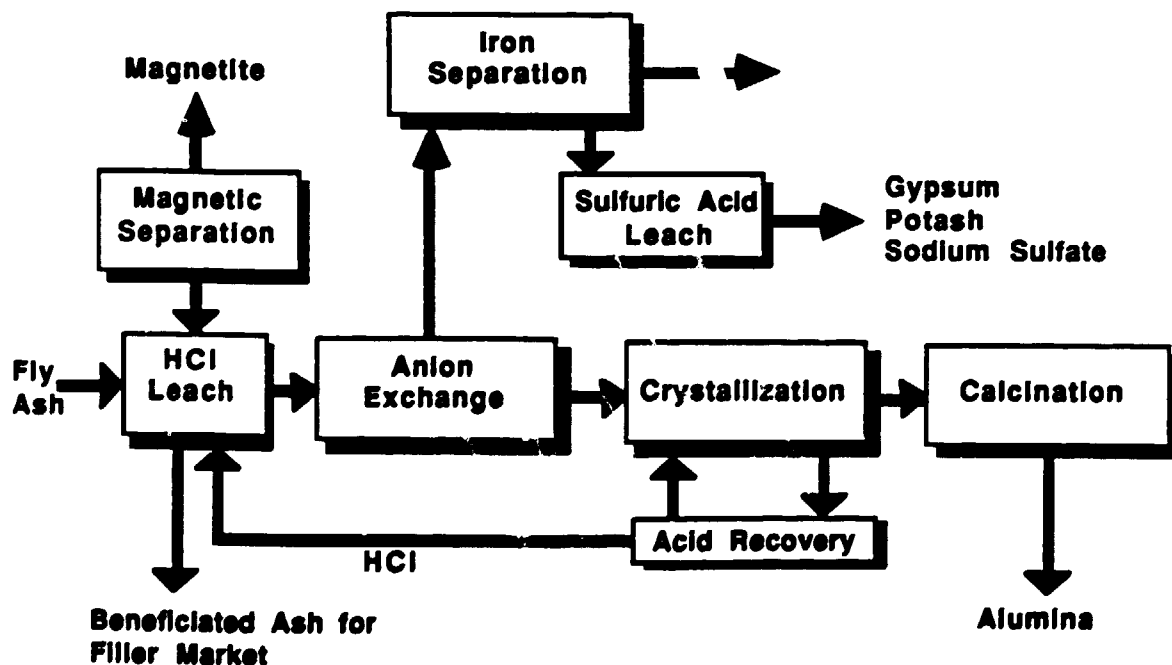 Iron
Separation
Magnetite
Magnetic
Separation
Sulfuric Acid
Leach
Gypsum
Potash
Sodium Sulfate
Fly
Ash
HCl
Leach
Anion
Exchange
Crystallization
Calcination
Acid Recovery
HCl
Beneficiated Ash for
Filler Market
Alumina